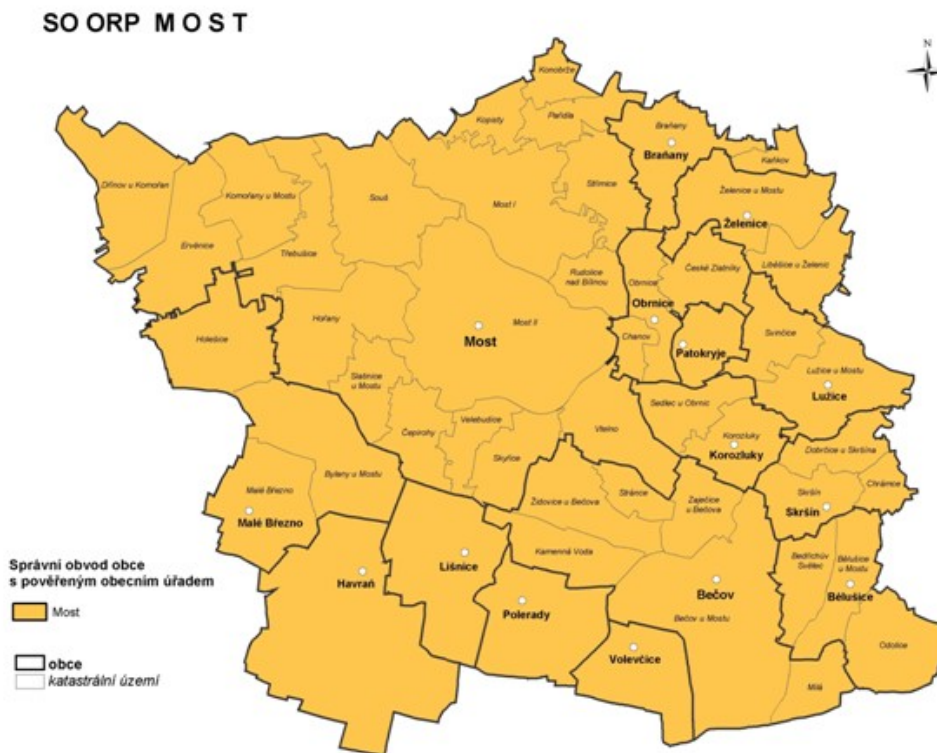 SO ORP M O S T
N
Konobrže
Kopisty
Pařidla
Braňany
Braňany
Kaňkov
Dřínov u Komořan
Komořany u Mostu
Souš
Most I
Střimice
Želenice u Mostu
Želenice
Ervěnice
Třebušice
Rudolice
nad Bílinou
Obrnice
České Zlatníky
Liběšice u Želenic
Obrnice
Holešice
Hořany
Most II
Most
Chanov
Patokryje
Svinčice
Lužice u Mostu
Lužice
Slatinice
u Mostu
Čepirohy
Velebudice
Vtelno
Sedlec u Obrnic
Korozluky
Korozluky
Dobrčice u Skršína
Skyřice
Byleny u Mostu
Malé Březno
Malé Březno
Židovice u Bečova
Stránce
Zaječice
u Bečova
Skršín
Skršín
Chrámce
Kamenná Voda
Lišnice
Havraň
Bečov
Bečov u Mostu
Bedřichův
Světec
Bělušice
u Mostu
Bělušice
Polerady
Volevčice
Odolice
Milá
Správní obvod obce
s pověřeným obecním úřadem
Most
obce
katastrální území